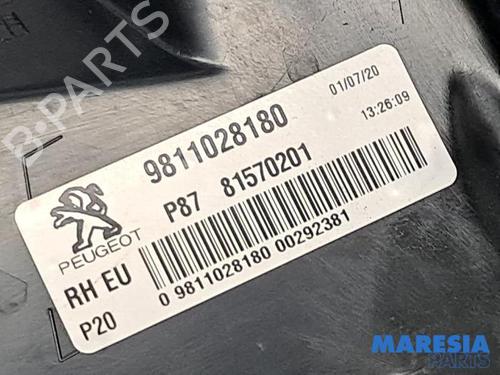 B-PARTS
01/07/20
13:26:09
9811028180
P87 81570201
PEUGEOT
RH EU
P20
0 9811028180 00292381
MARESIA
PARTS